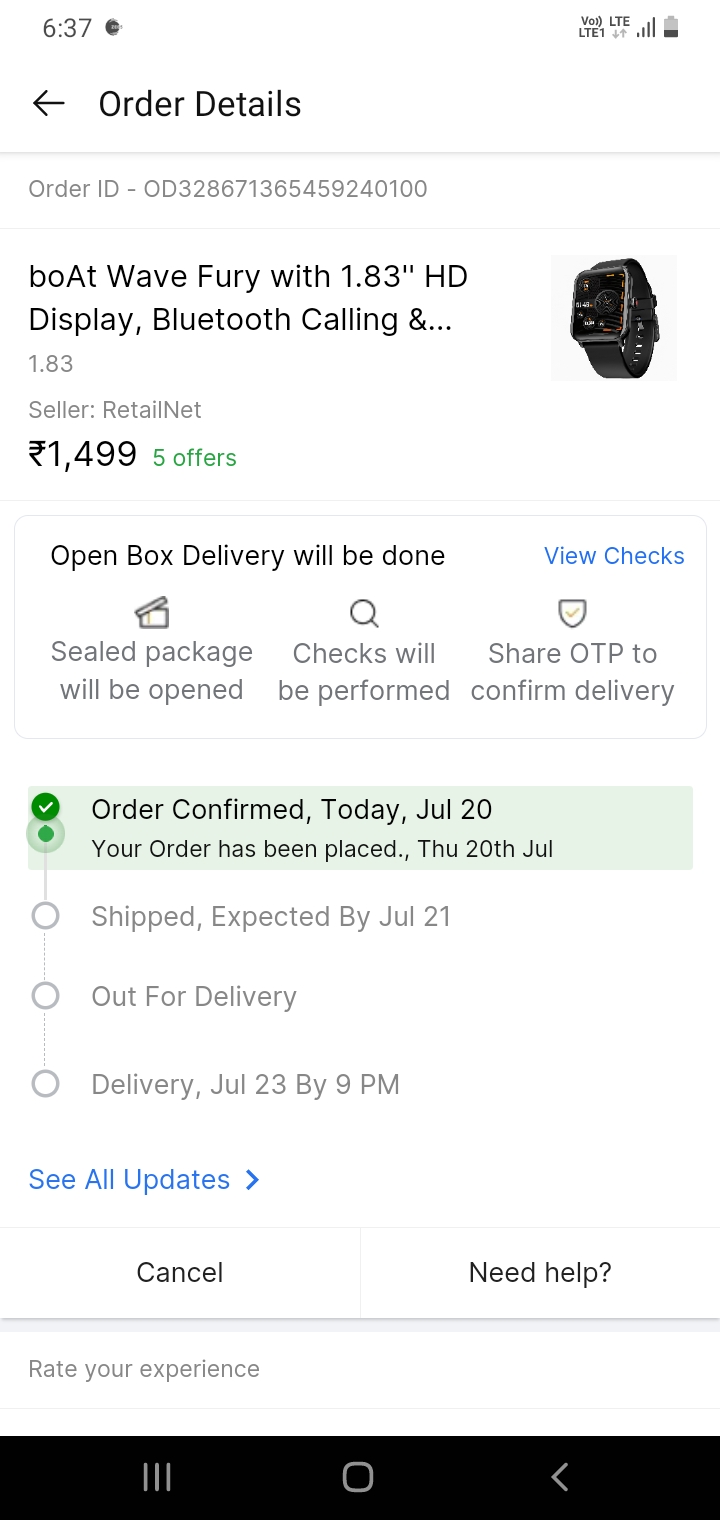 6:37
Vo)) LTE
LTE1
Order Details
Order ID - OD328671365459240100
boAt Wave Fury with 1.83'' HD
Display, Bluetooth Calling &...
1.83
Seller: RetailNet
₹1,499 5 offers
Open Box Delivery will be done View Checks
Sealed package
will be opened
Checks will
be performed
Share OTP to
confirm delivery
Order Confirmed, Today, Jul 20
Your Order has been placed., Thu 20th Jul
Shipped, Expected By Jul 21
Out For Delivery
Delivery, Jul 23 By 9 PM
See All Updates
Cancel
Need help?
Rate your experience